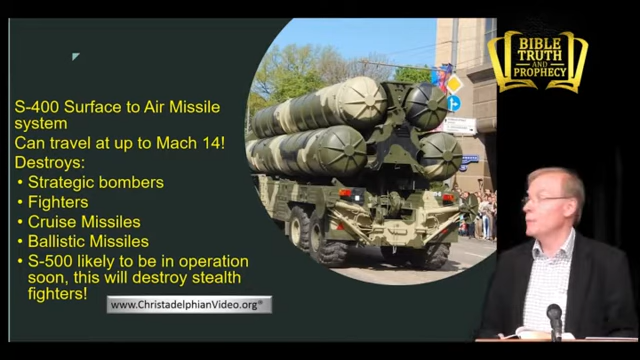 BIBLE
TRUTH
AND
PROPHECY
S-400 Surface to Air Missile
system
Can travel at up to Mach 14!
Destroys:
• Strategic bombers
• Fighters
• Cruise Missiles
• Ballistic Missiles
• S-500 likely to be in operation
soon, this will destroy stealth
fighters!
www.ChristadelphianVideo.org®